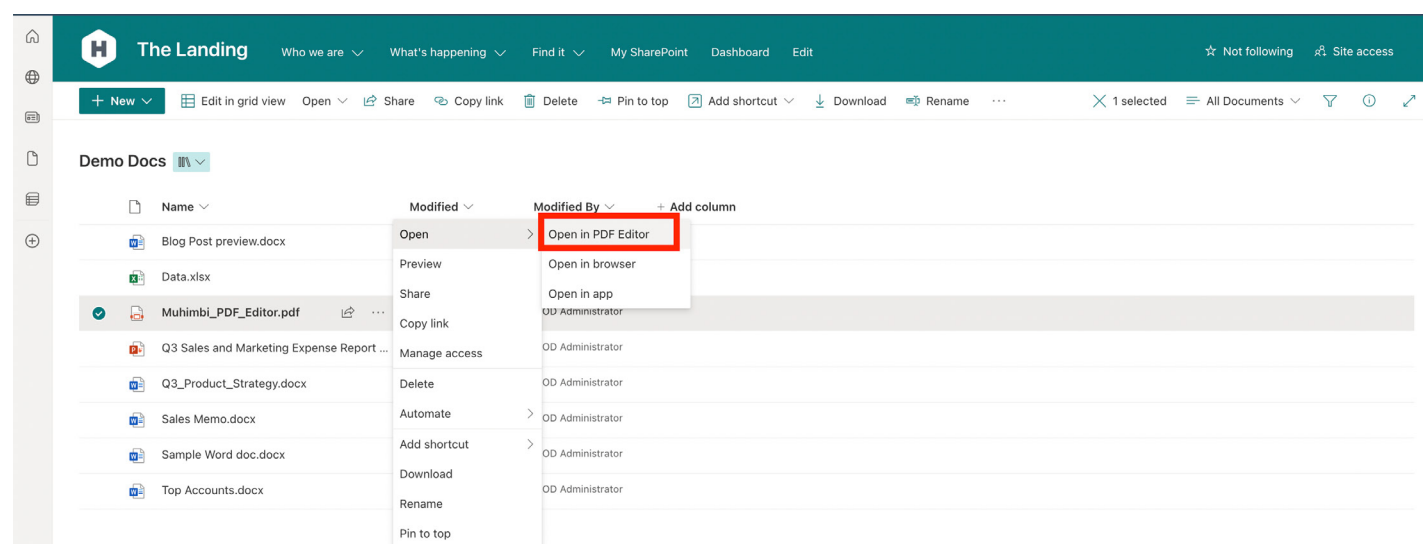 H The Landing Who we are What's happening Find it My SharePoint Dashboard Edit Not following Site access
New Edit in grid view Open Share Copy link Delete Pin to top Add shortcut Download Rename ... 1 selected All Documents
Demo Docs
Name Modified Modified By + Add column
Blog Post preview.docx
Data.xlsx
Muhimbi_PDF_Editor.pdf ... OD Administrator
Q3 Sales and Marketing Expense Report ... OD Administrator
Q3_Product_Strategy.docx OD Administrator
Sales Memo.docx OD Administrator
Sample Word doc.docx OD Administrator
Top Accounts.docx OD Administrator
Open
Preview
Share
Copy link
Manage access
Delete
Automate
Add shortcut
Download
Rename
Pin to top
Open in PDF Editor
Open in browser
Open in app